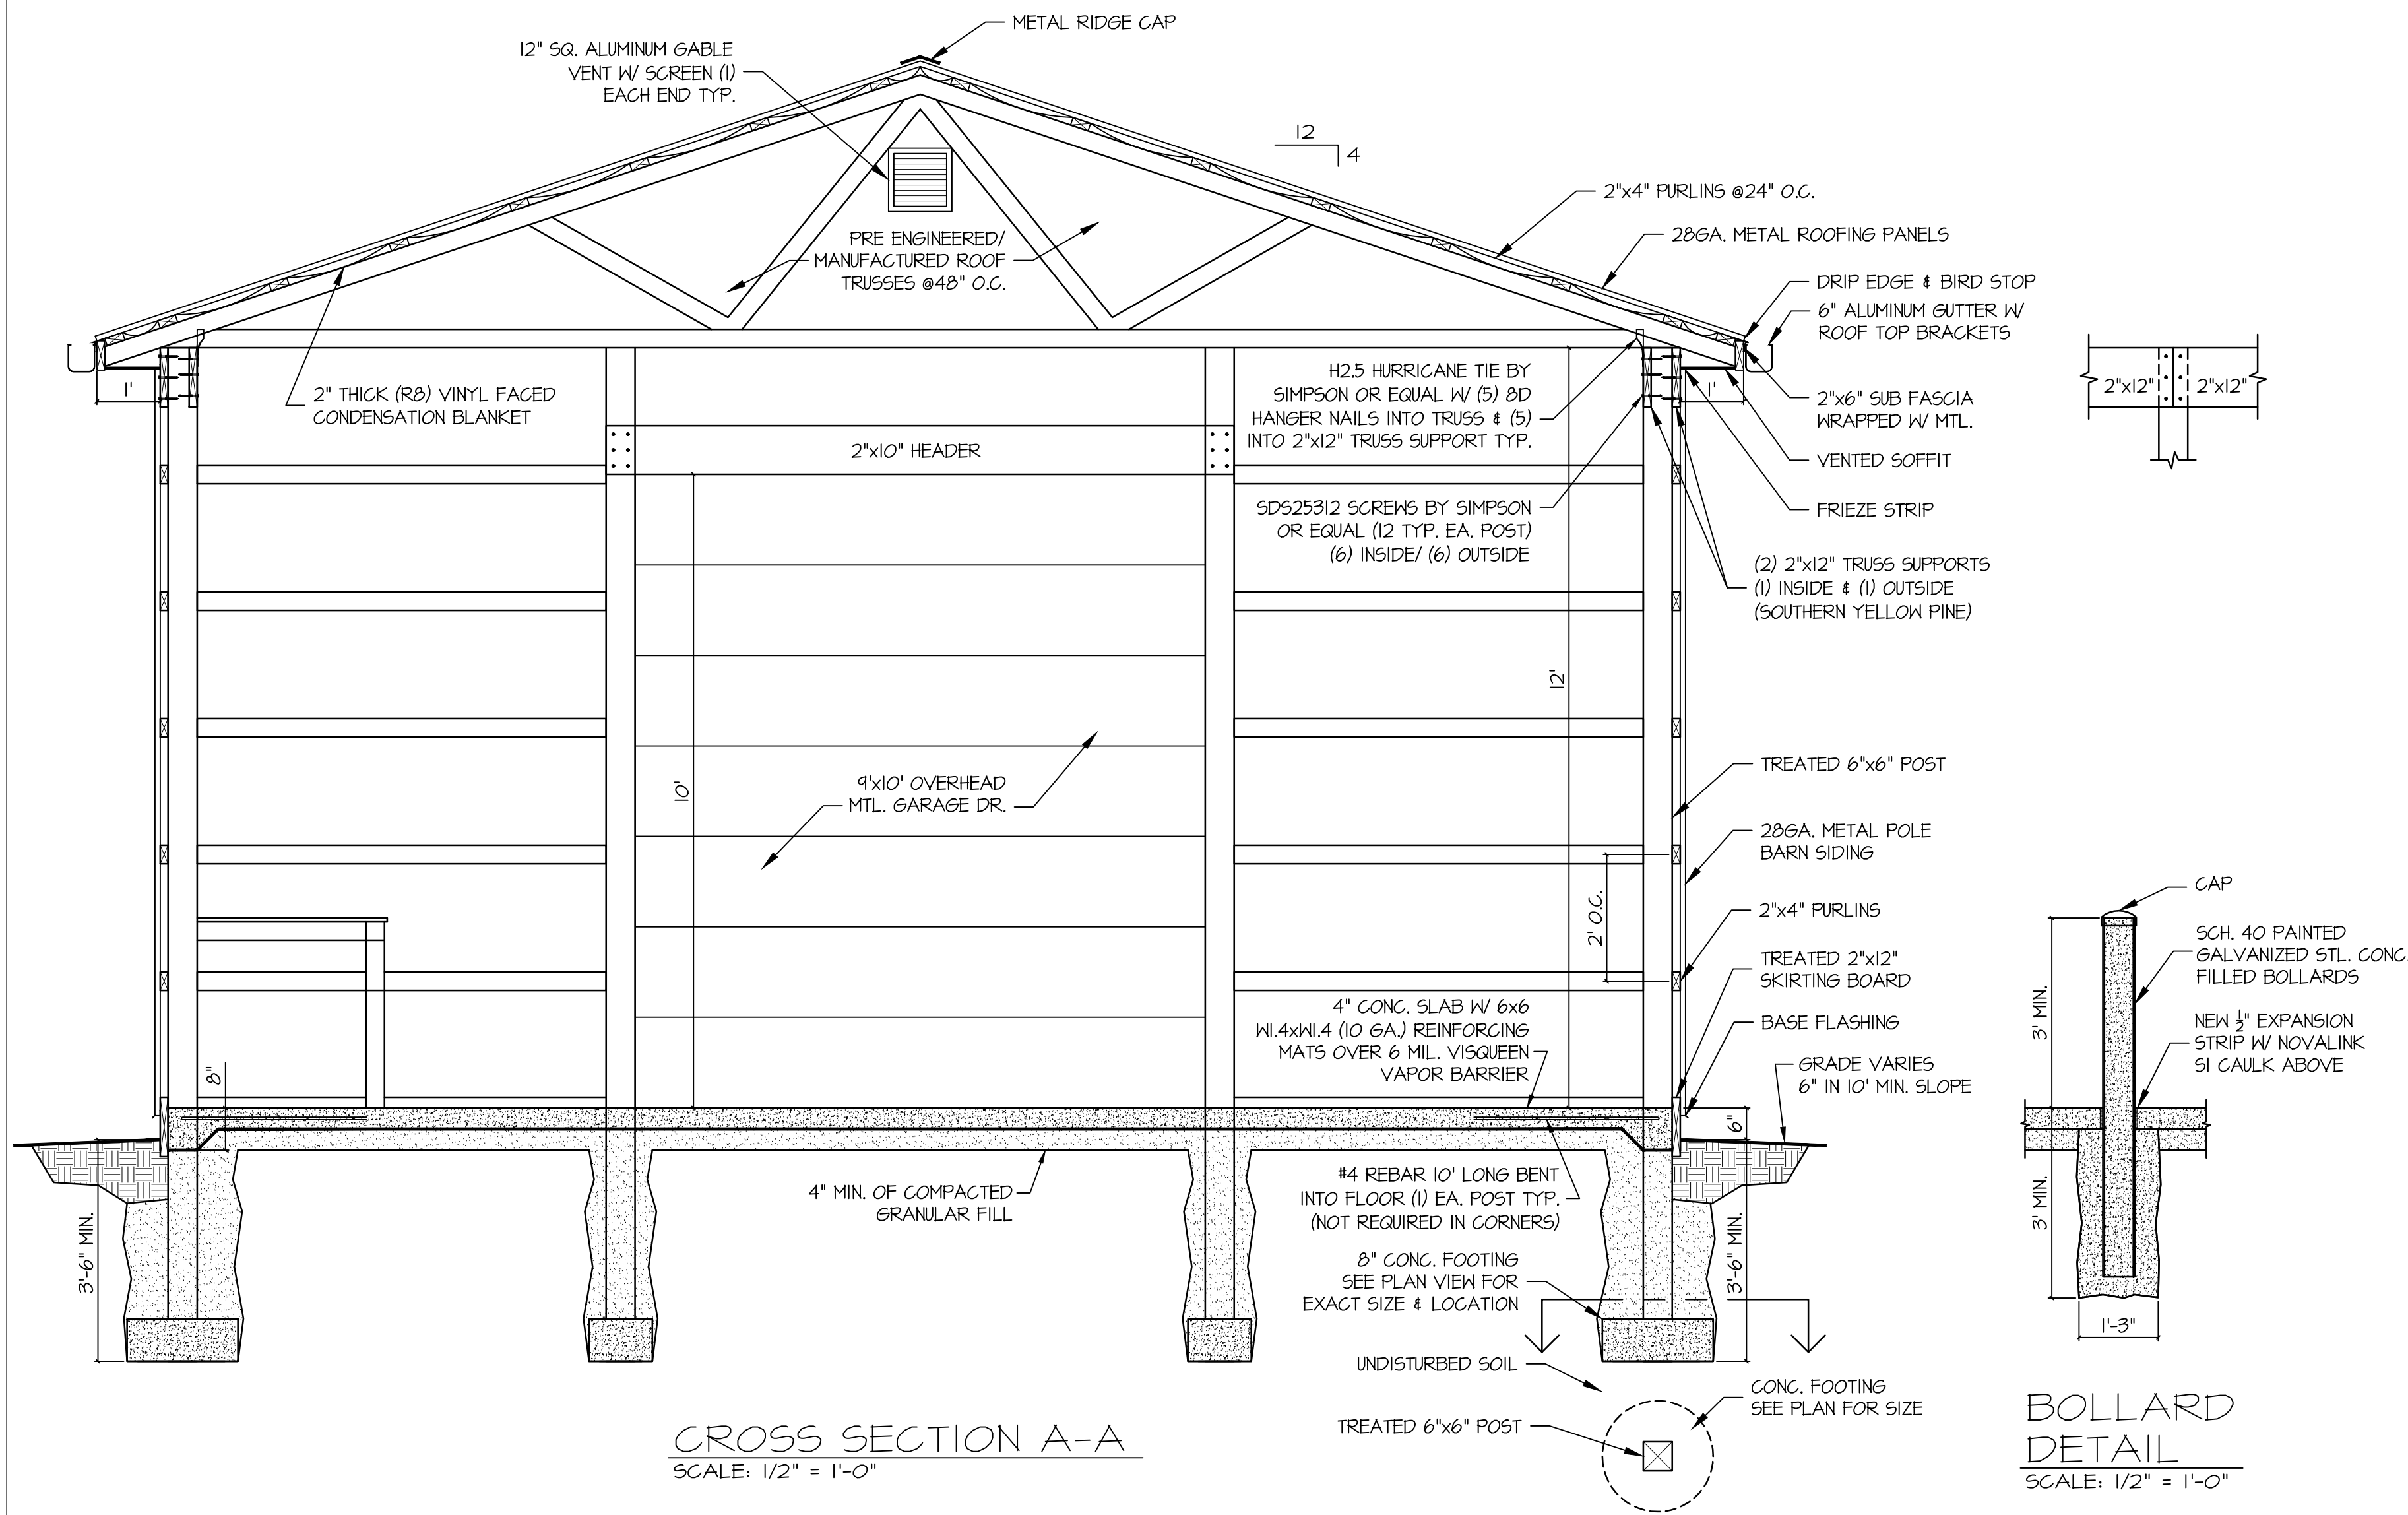 METAL RIDGE CAP
12" SQ. ALUMINUM GABLE
VENT W/ SCREEN (1)
EACH END TYP.
12
4
2"x4" PURLINS @24" O.C.
28GA. METAL ROOFING PANELS
PRE ENGINEERED/
MANUFACTURED ROOF
TRUSSES @48" O.C.
DRIP EDGE & BIRD STOP
6" ALUMINUM GUTTER W/
ROOF TOP BRACKETS
1'
2" THICK (R8) VINYL FACED
CONDENSATION BLANKET
H2.5 HURRICANE TIE BY
SIMPSON OR EQUAL W/ (5) 8D
HANGER NAILS INTO TRUSS & (5)
INTO 2"x12" TRUSS SUPPORT TYP.
1'
2"x6" SUB FASCIA
WRAPPED W/ MTL.
2"x12"
2"x12"
2"x10" HEADER
VENTED SOFFIT
SDS25312 SCREWS BY SIMPSON
OR EQUAL (12 TYP. EA. POST)
(6) INSIDE/ (6) OUTSIDE
FRIEZE STRIP
(2) 2"x12" TRUSS SUPPORTS
(1) INSIDE & (1) OUTSIDE
(SOUTHERN YELLOW PINE)
12'
10'
9'x10' OVERHEAD
MTL. GARAGE DR.
TREATED 6"x6" POST
28GA. METAL POLE
BARN SIDING
2' O.C.
2"x4" PURLINS
TREATED 2"x12"
SKIRTING BOARD
BASE FLASHING
4" CONC. SLAB W/ 6x6
W1.4xW1.4 (10 GA.) REINFORCING
MATS OVER 6 MIL. VISQUEEN
VAPOR BARRIER
GRADE VARIES
6" IN 10' MIN. SLOPE
8"
6"
3'-6" MIN.
4" MIN. OF COMPACTED
GRANULAR FILL
#4 REBAR 10' LONG BENT
INTO FLOOR (1) EA. POST TYP.
(NOT REQUIRED IN CORNERS)
8" CONC. FOOTING
SEE PLAN VIEW FOR
EXACT SIZE & LOCATION
3'-6" MIN.
UNDISTURBED SOIL
TREATED 6"x6" POST
CONC. FOOTING
SEE PLAN FOR SIZE
CROSS SECTION A-A
SCALE: 1/2" = 1'-0"
CAP
SCH. 40 PAINTED
GALVANIZED STL. CONC.
FILLED BOLLARDS
3' MIN.
NEW ½" EXPANSION
STRIP W/ NOVALINK
SI CAULK ABOVE
3' MIN.
1'-3"
BOLLARD
DETAIL
SCALE: 1/2" = 1'-0"